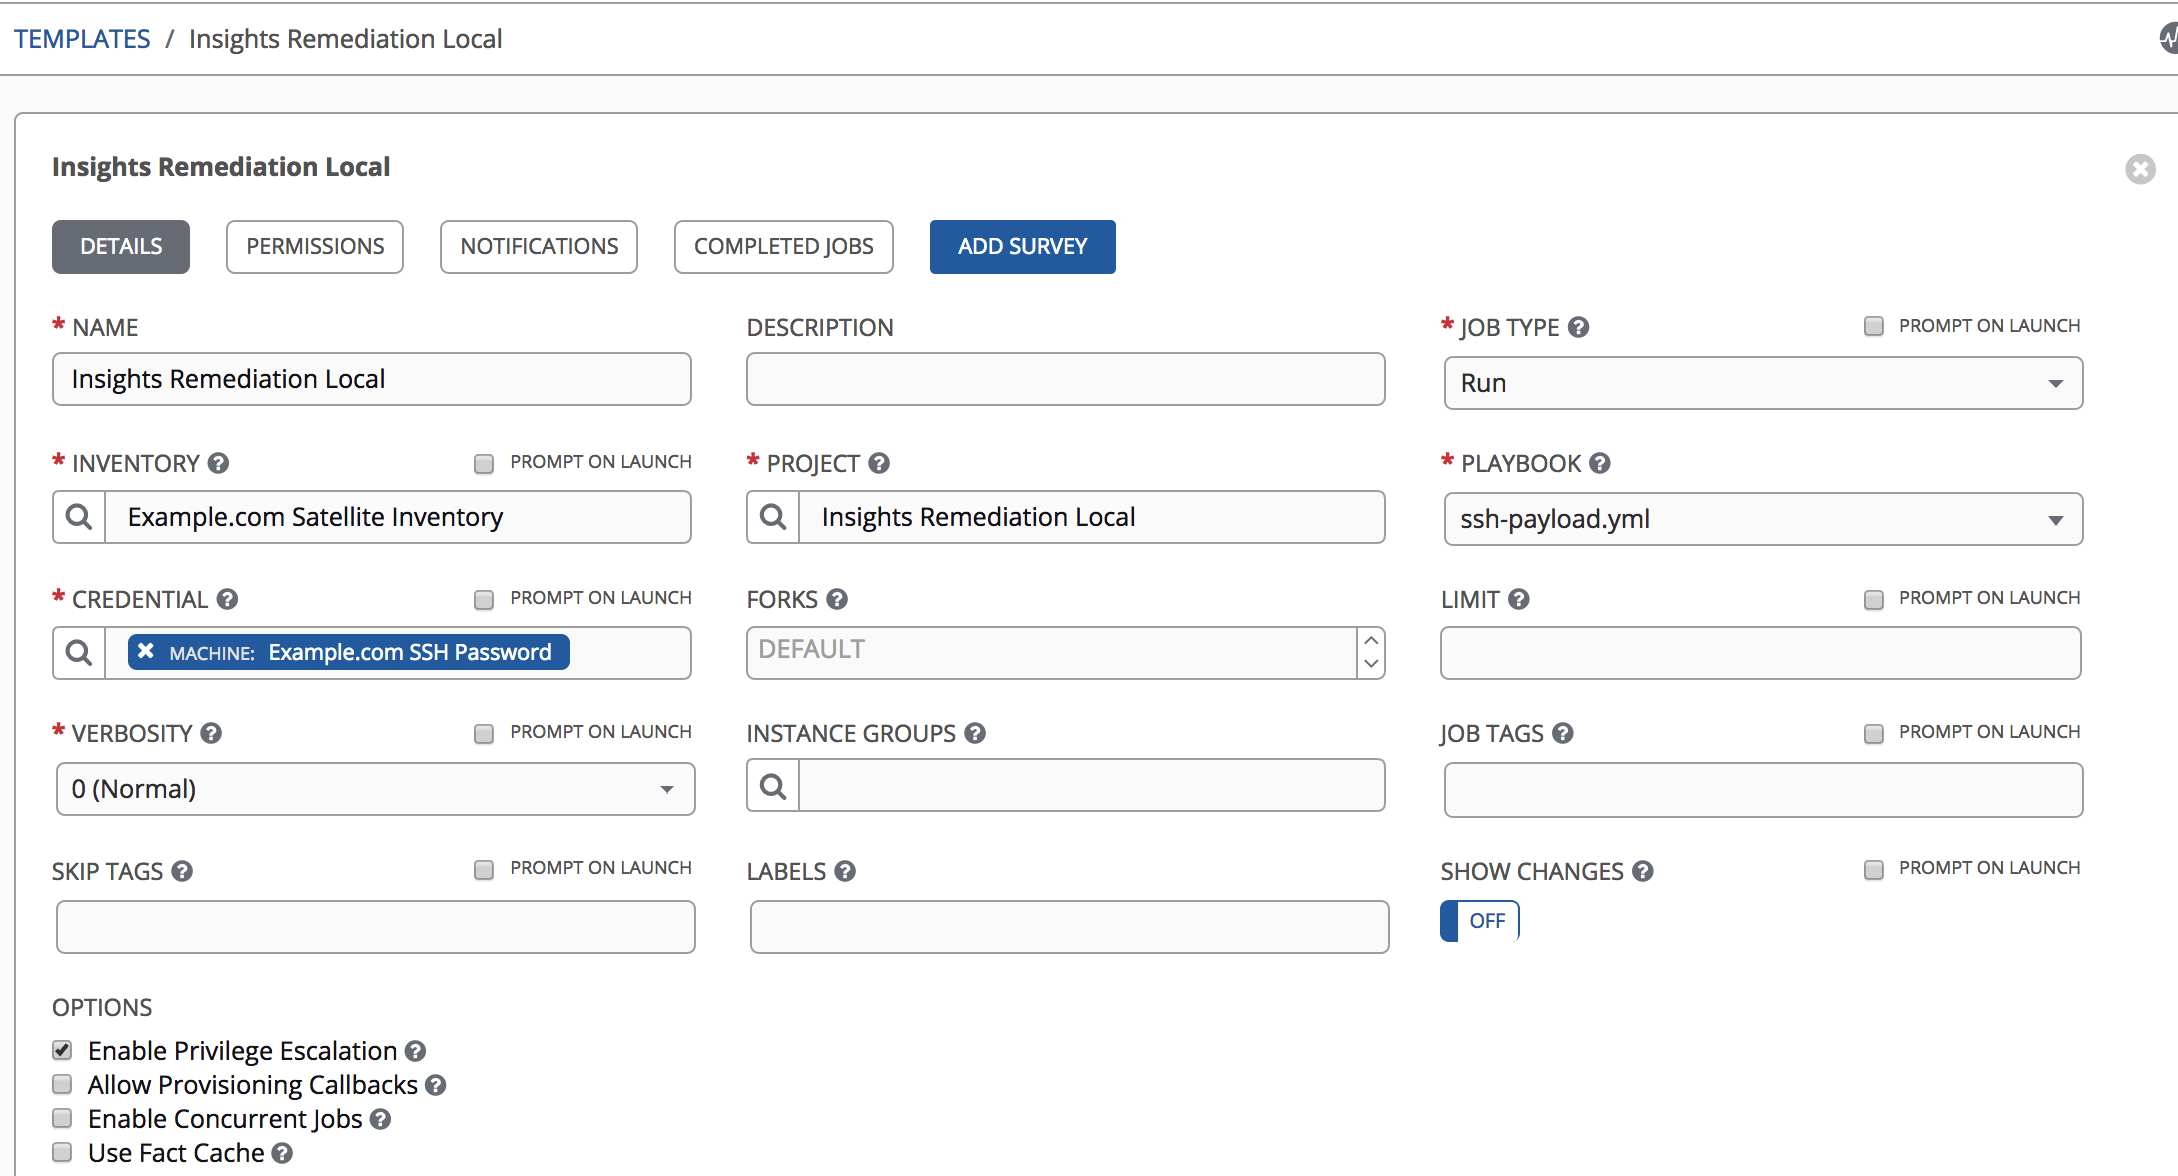 TEMPLATES / Insights Remediation Local
Insights Remediation Local
DETAILS PERMISSIONS NOTIFICATIONS COMPLETED JOBS ADD SURVEY
* NAME DESCRIPTION * JOB TYPE ? PROMPT ON LAUNCH
Insights Remediation Local Run
* INVENTORY ? PROMPT ON LAUNCH * PROJECT ? * PLAYBOOK ?
Example.com Satellite Inventory Insights Remediation Local ssh-payload.yml
* CREDENTIAL ? PROMPT ON LAUNCH FORKS ? LIMIT ? PROMPT ON LAUNCH
MACHINE: Example.com SSH Password DEFAULT
* VERBOSITY ? PROMPT ON LAUNCH INSTANCE GROUPS ? JOB TAGS ? PROMPT ON LAUNCH
0 (Normal)
SKIP TAGS ? PROMPT ON LAUNCH LABELS ? SHOW CHANGES ? PROMPT ON LAUNCH
OFF
OPTIONS
Enable Privilege Escalation ?
Allow Provisioning Callbacks ?
Enable Concurrent Jobs ?
Use Fact Cache ?